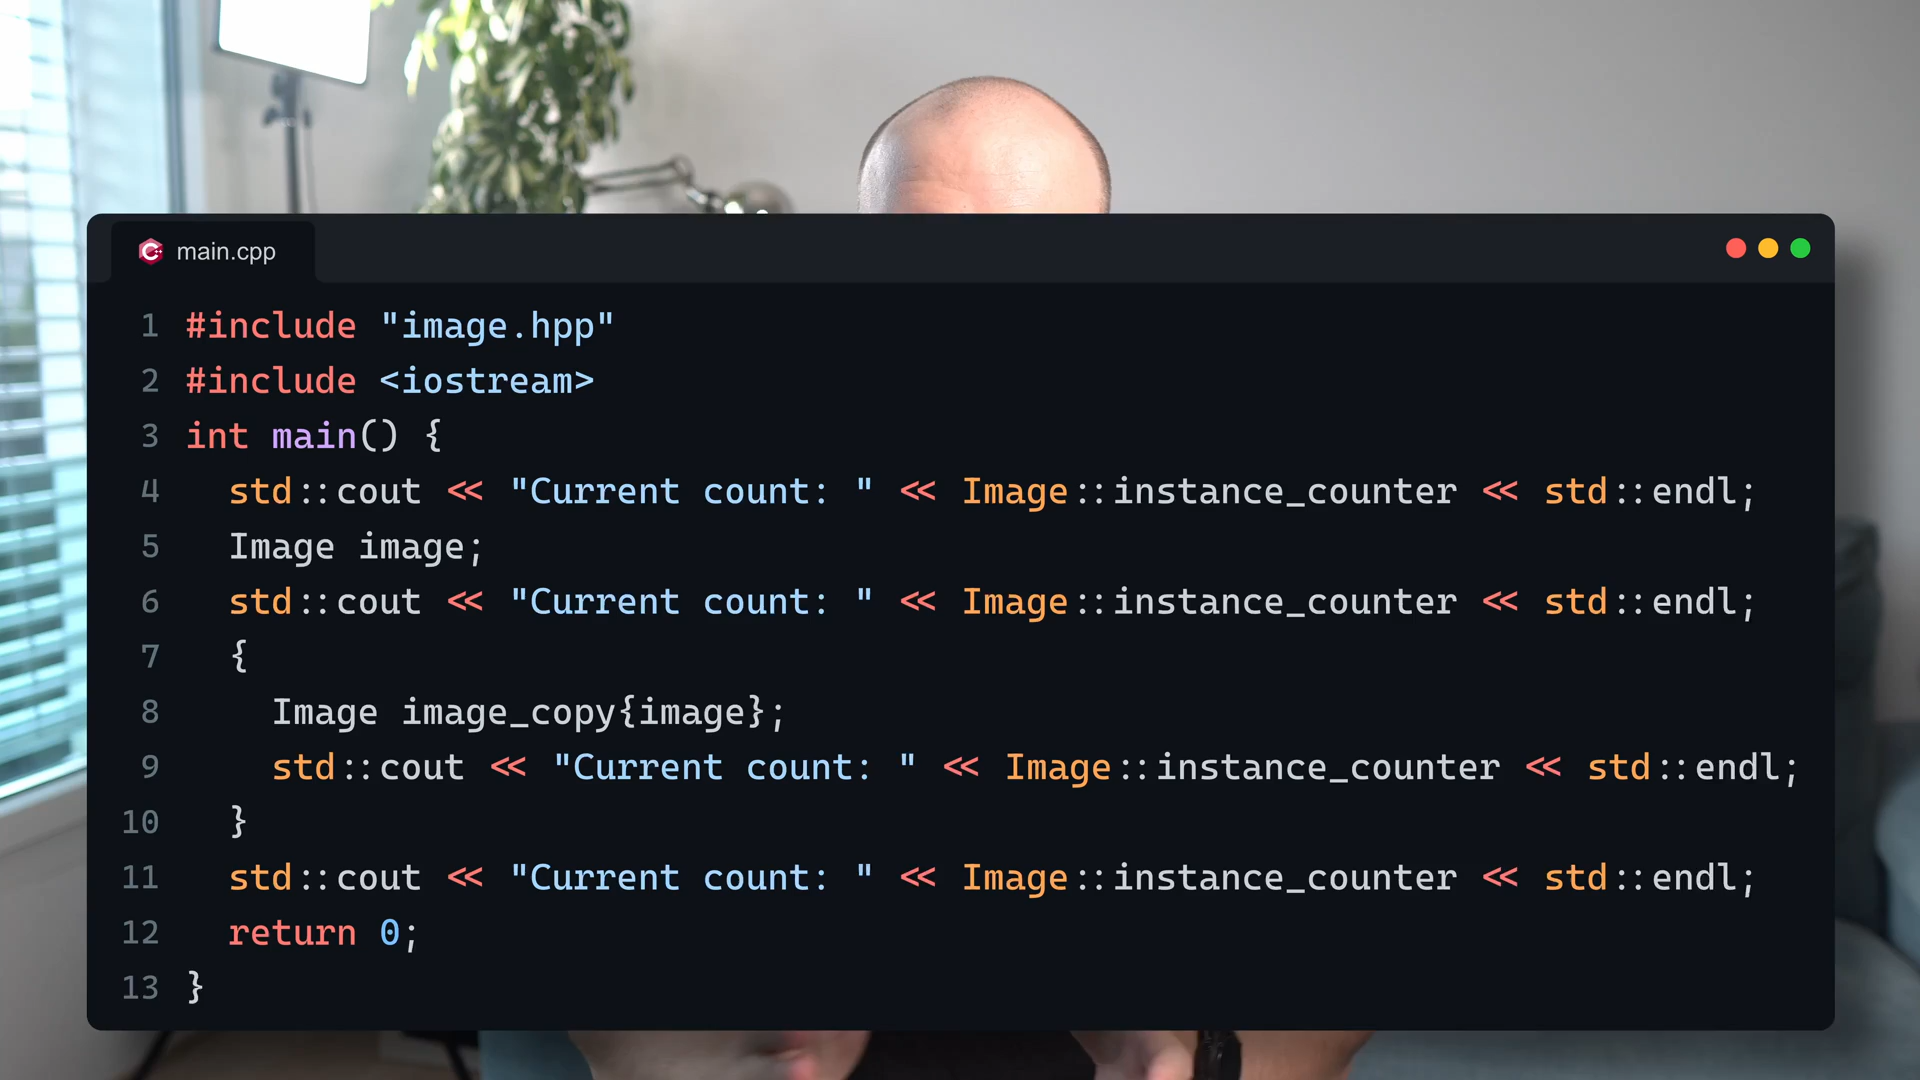 main.cpp
1 #include "image.hpp"
2 #include <iostream>
3 int main() {
4   std::cout << "Current count: " << Image::instance_counter << std::endl;
5   Image image;
6   std::cout << "Current count: " << Image::instance_counter << std::endl;
7   {
8     Image image_copy{image};
9     std::cout << "Current count: " << Image::instance_counter << std::endl;
10   }
11   std::cout << "Current count: " << Image::instance_counter << std::endl;
12   return 0;
13 }